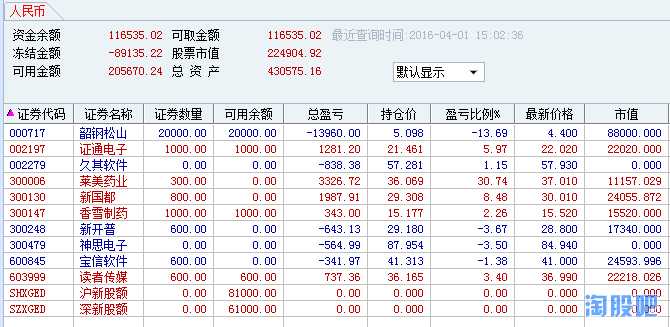 人民币
资金余额 116535.02 可取金额 116535.02 最近查询时间:2016-04-01 15:02:36
冻结金额 -89135.22 股票市值 224904.92
可用金额 205670.24 总 资 产 430575.16 默认显示
证券代码 证券名称 证券数量 可用余额 总盈亏 持仓价 盈亏比例% 最新价格 市值
000717 韶钢松山 20000.00 20000.00 -13960.00 5.098 -13.69 4.400 88000.000
002197 证通电子 1000.00 1000.00 1281.20 21.461 5.97 22.020 22020.000
002279 久其软件 0.00 0.00 -838.38 57.281 1.15 57.930 0.000
300006 莱美药业 300.00 0.00 3326.72 36.069 30.74 37.010 11157.029
300130 新国都 800.00 0.00 1987.91 29.308 8.48 30.010 24055.872
300147 香雪制药 1000.00 1000.00 343.00 15.177 2.26 15.520 15520.000
300248 新开普 600.00 0.00 -643.13 29.180 -3.67 28.800 17340.000
300479 神思电子 0.00 0.00 -564.99 87.954 -3.50 84.940 0.000
600845 宝信软件 600.00 0.00 -341.97 41.313 -1.38 41.000 24593.996
603999 读者传媒 600.00 600.00 737.36 36.165 3.40 36.990 22218.026
SHXGED 沪新股额 0.00 81000.00 0.00 0.000 0.00 0.000 0.000
SZXGED 深新股额 0.00 61000.00 0.00 0.000 0.00 0.000 0.000
淘股吧